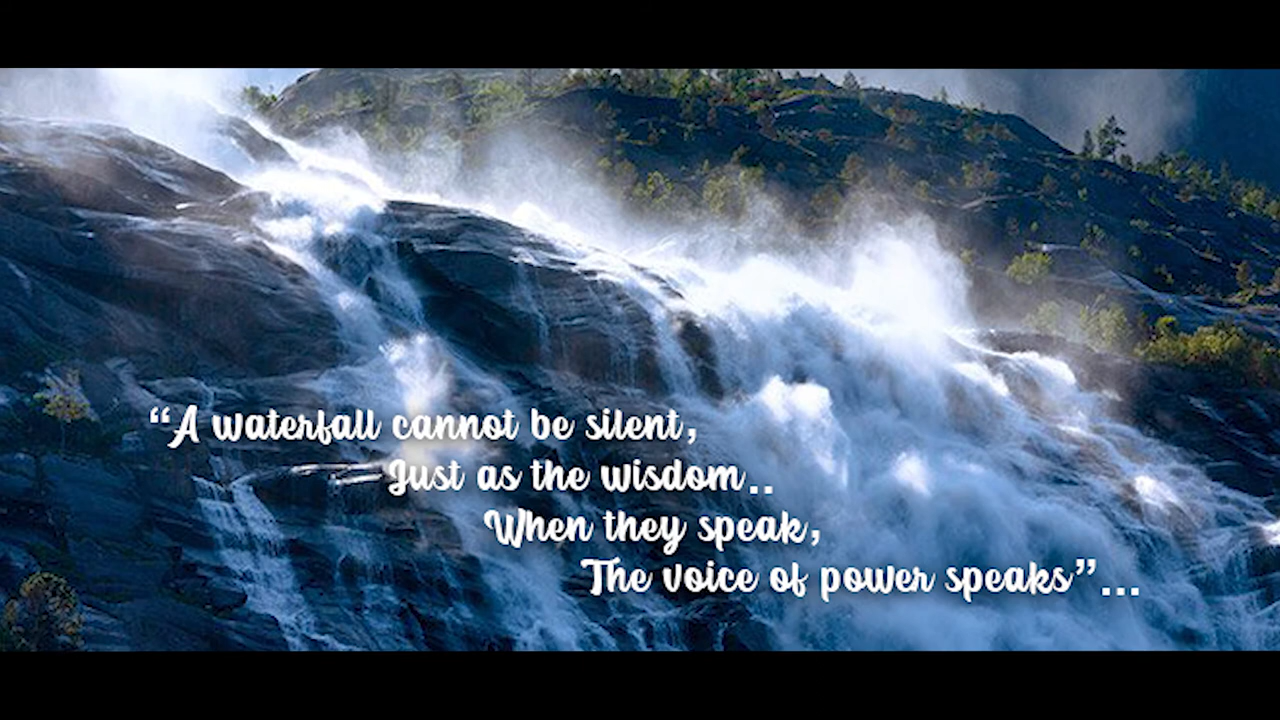 “A waterfall cannot be silent,
Just as the wisdom..
When they speak,
The voice of power speaks”...